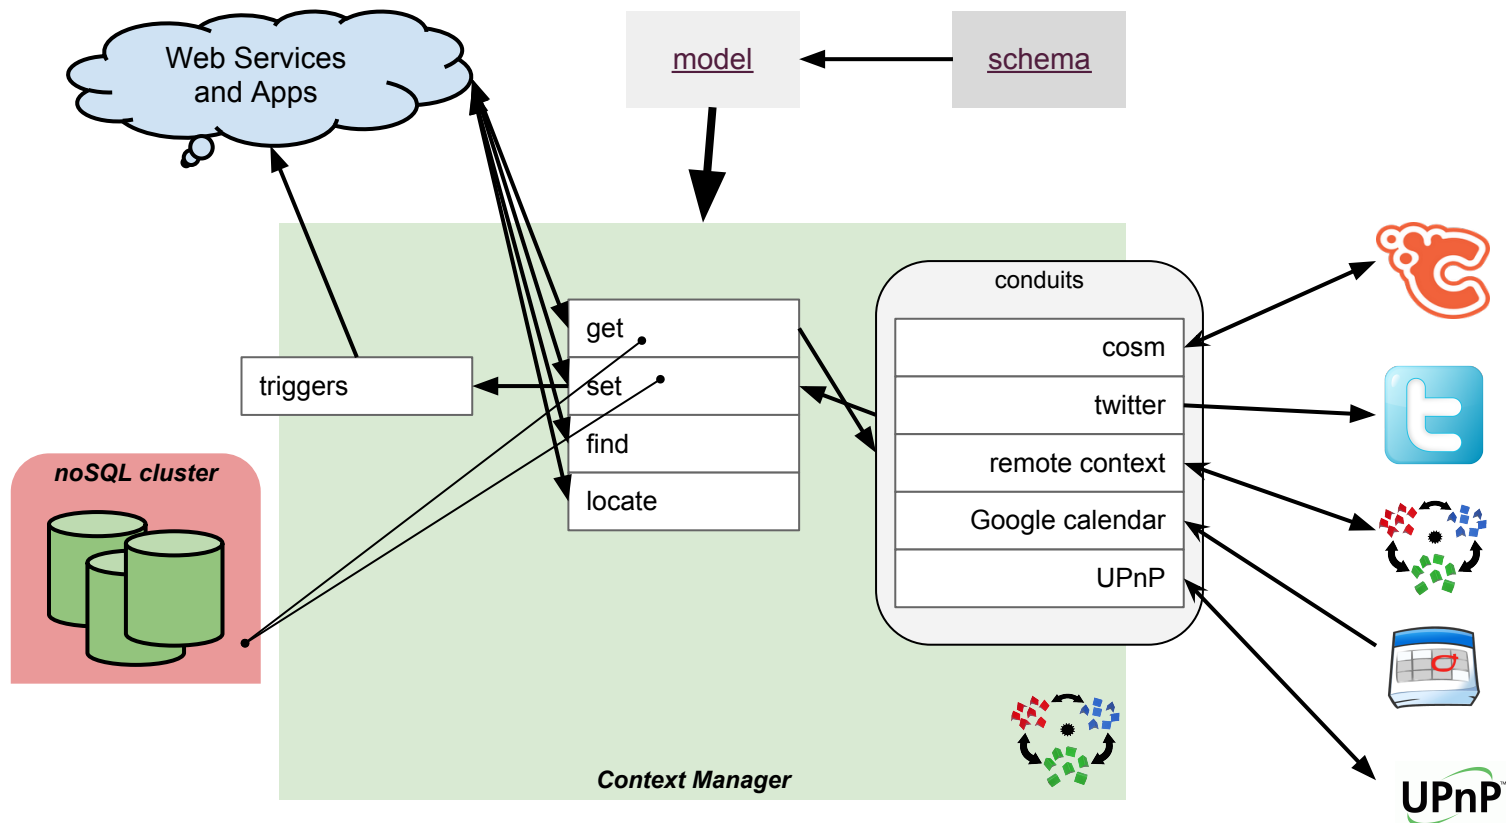 Web Services
and Apps
model
schema
conduits
get
set
find
locate
triggers
cosm
twitter
remote context
Google calendar
UPnP
noSQL cluster
Context Manager
UPnP™